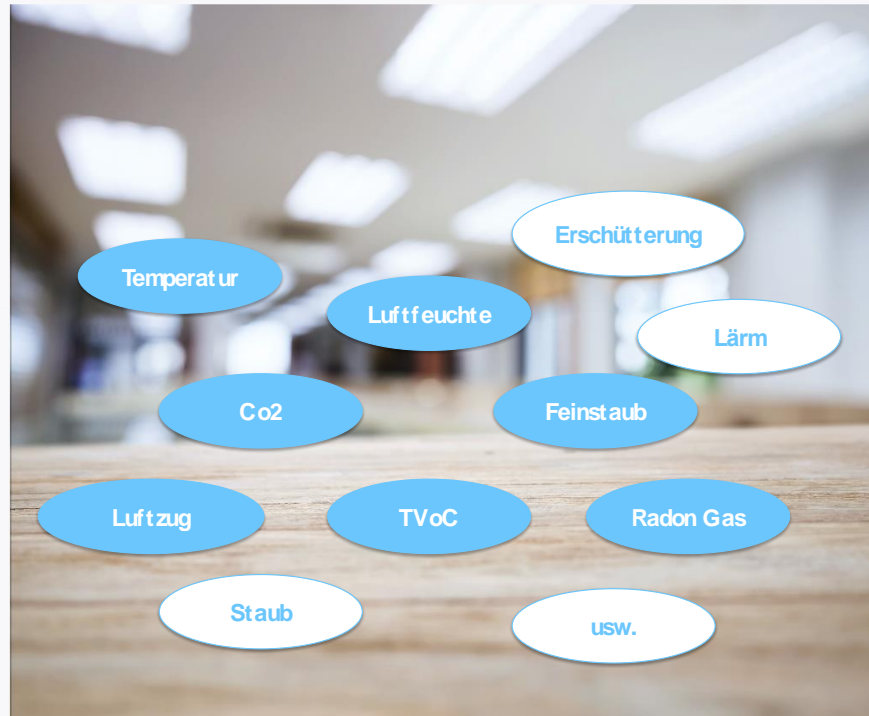 Erschütterung
Temperatur
Luftfeuchte
Lärm
Co2
Feinstaub
Luftzug
TVoC
Radon Gas
Staub
usw.